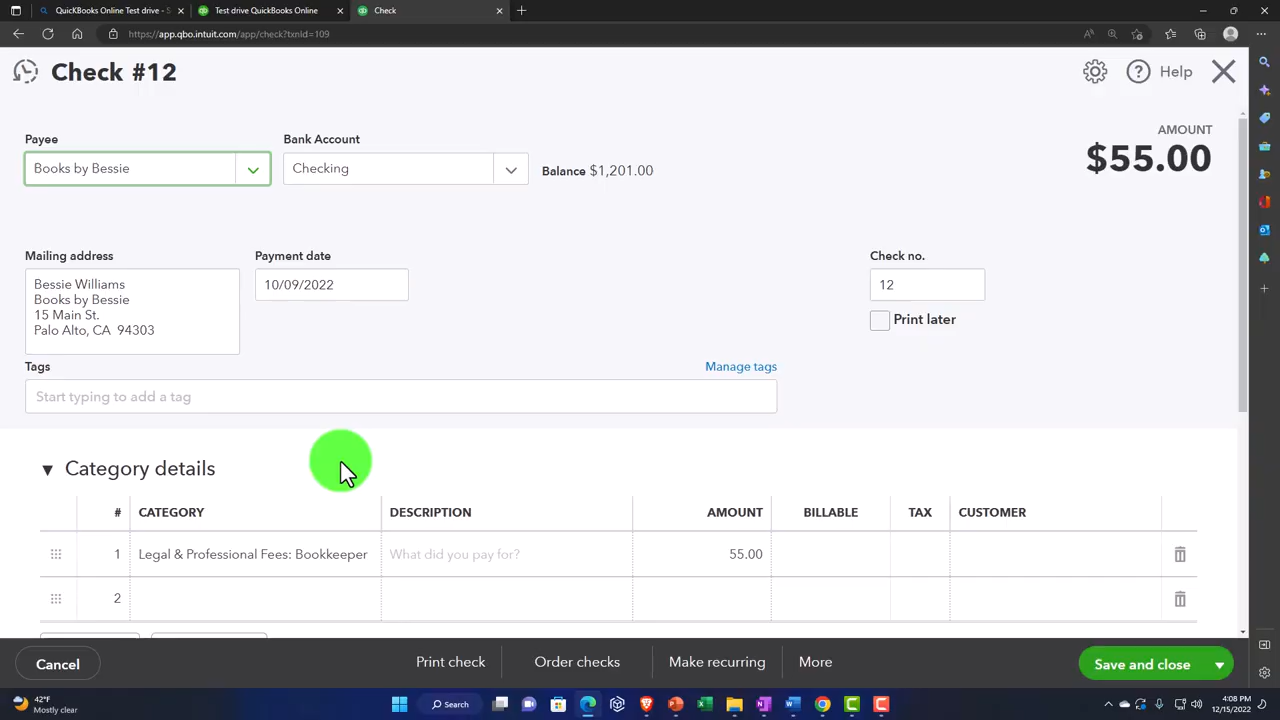 QuickBooks Online Test drive - S
Test drive QuickBooks Online
Check
https://app.qbo.intuit.com/app/check?txnId=109
Check #12
Help
Payee
Bank Account
AMOUNT
Books by Bessie
Checking
Balance $1,201.00
$55.00
Mailing address
Payment date
Check no.
Bessie Williams
Books by Bessie
15 Main St.
Palo Alto, CA 94303
10/09/2022
12
Print later
Tags
Manage tags
Start typing to add a tag
Category details
# CATEGORY DESCRIPTION AMOUNT BILLABLE TAX CUSTOMER
1 Legal & Professional Fees: Bookkeeper What did you pay for? 55.00
2
Cancel
Print check
Order checks
Make recurring
More
Save and close
42°F
Mostly clear
Search
4:08 PM
12/15/2022